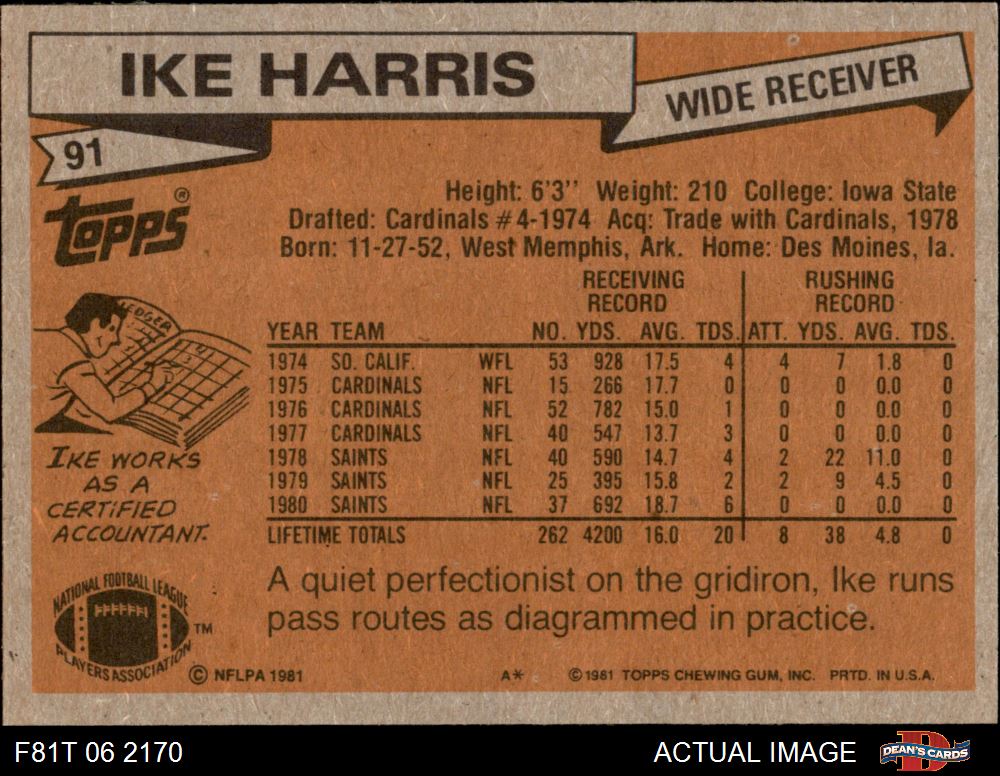 IKE HARRIS
WIDE RECEIVER
91
Topps®
Height: 6'3'' Weight: 210 College: Iowa State
Drafted: Cardinals #4-1974 Acq: Trade with Cardinals, 1978
Born: 11-27-52, West Memphis, Ark. Home: Des Moines, Ia.
RECEIVING RECORD RUSHING RECORD
YEAR TEAM NO. YDS. AVG. TDS. ATT. YDS. AVG. TDS.
1974 SO. CALIF. WFL 53 928 17.5 4 4 7 1.8 0
1975 CARDINALS NFL 15 266 17.7 0 0 0 0.0 0
1976 CARDINALS NFL 52 782 15.0 1 0 0 0.0 0
1977 CARDINALS NFL 40 547 13.7 3 0 0 0.0 0
1978 SAINTS NFL 40 590 14.7 4 2 22 11.0 0
1979 SAINTS NFL 25 395 15.8 2 2 9 4.5 0
1980 SAINTS NFL 37 692 18.7 6 0 0 0.0 0
LIFETIME TOTALS 262 4200 16.0 20 8 38 4.8 0
LEDGER
IKE WORKS
AS A
CERTIFIED
ACCOUNTANT.
A quiet perfectionist on the gridiron, Ike runs
pass routes as diagrammed in practice.
NATIONAL FOOTBALL LEAGUE
PLAYERS ASSOCIATION
TM
© NFLPA 1981
A* © 1981 TOPPS CHEWING GUM, INC. PRTD. IN U.S.A.
F81T 06 2170
ACTUAL IMAGE
D
DEAN'S CARDS